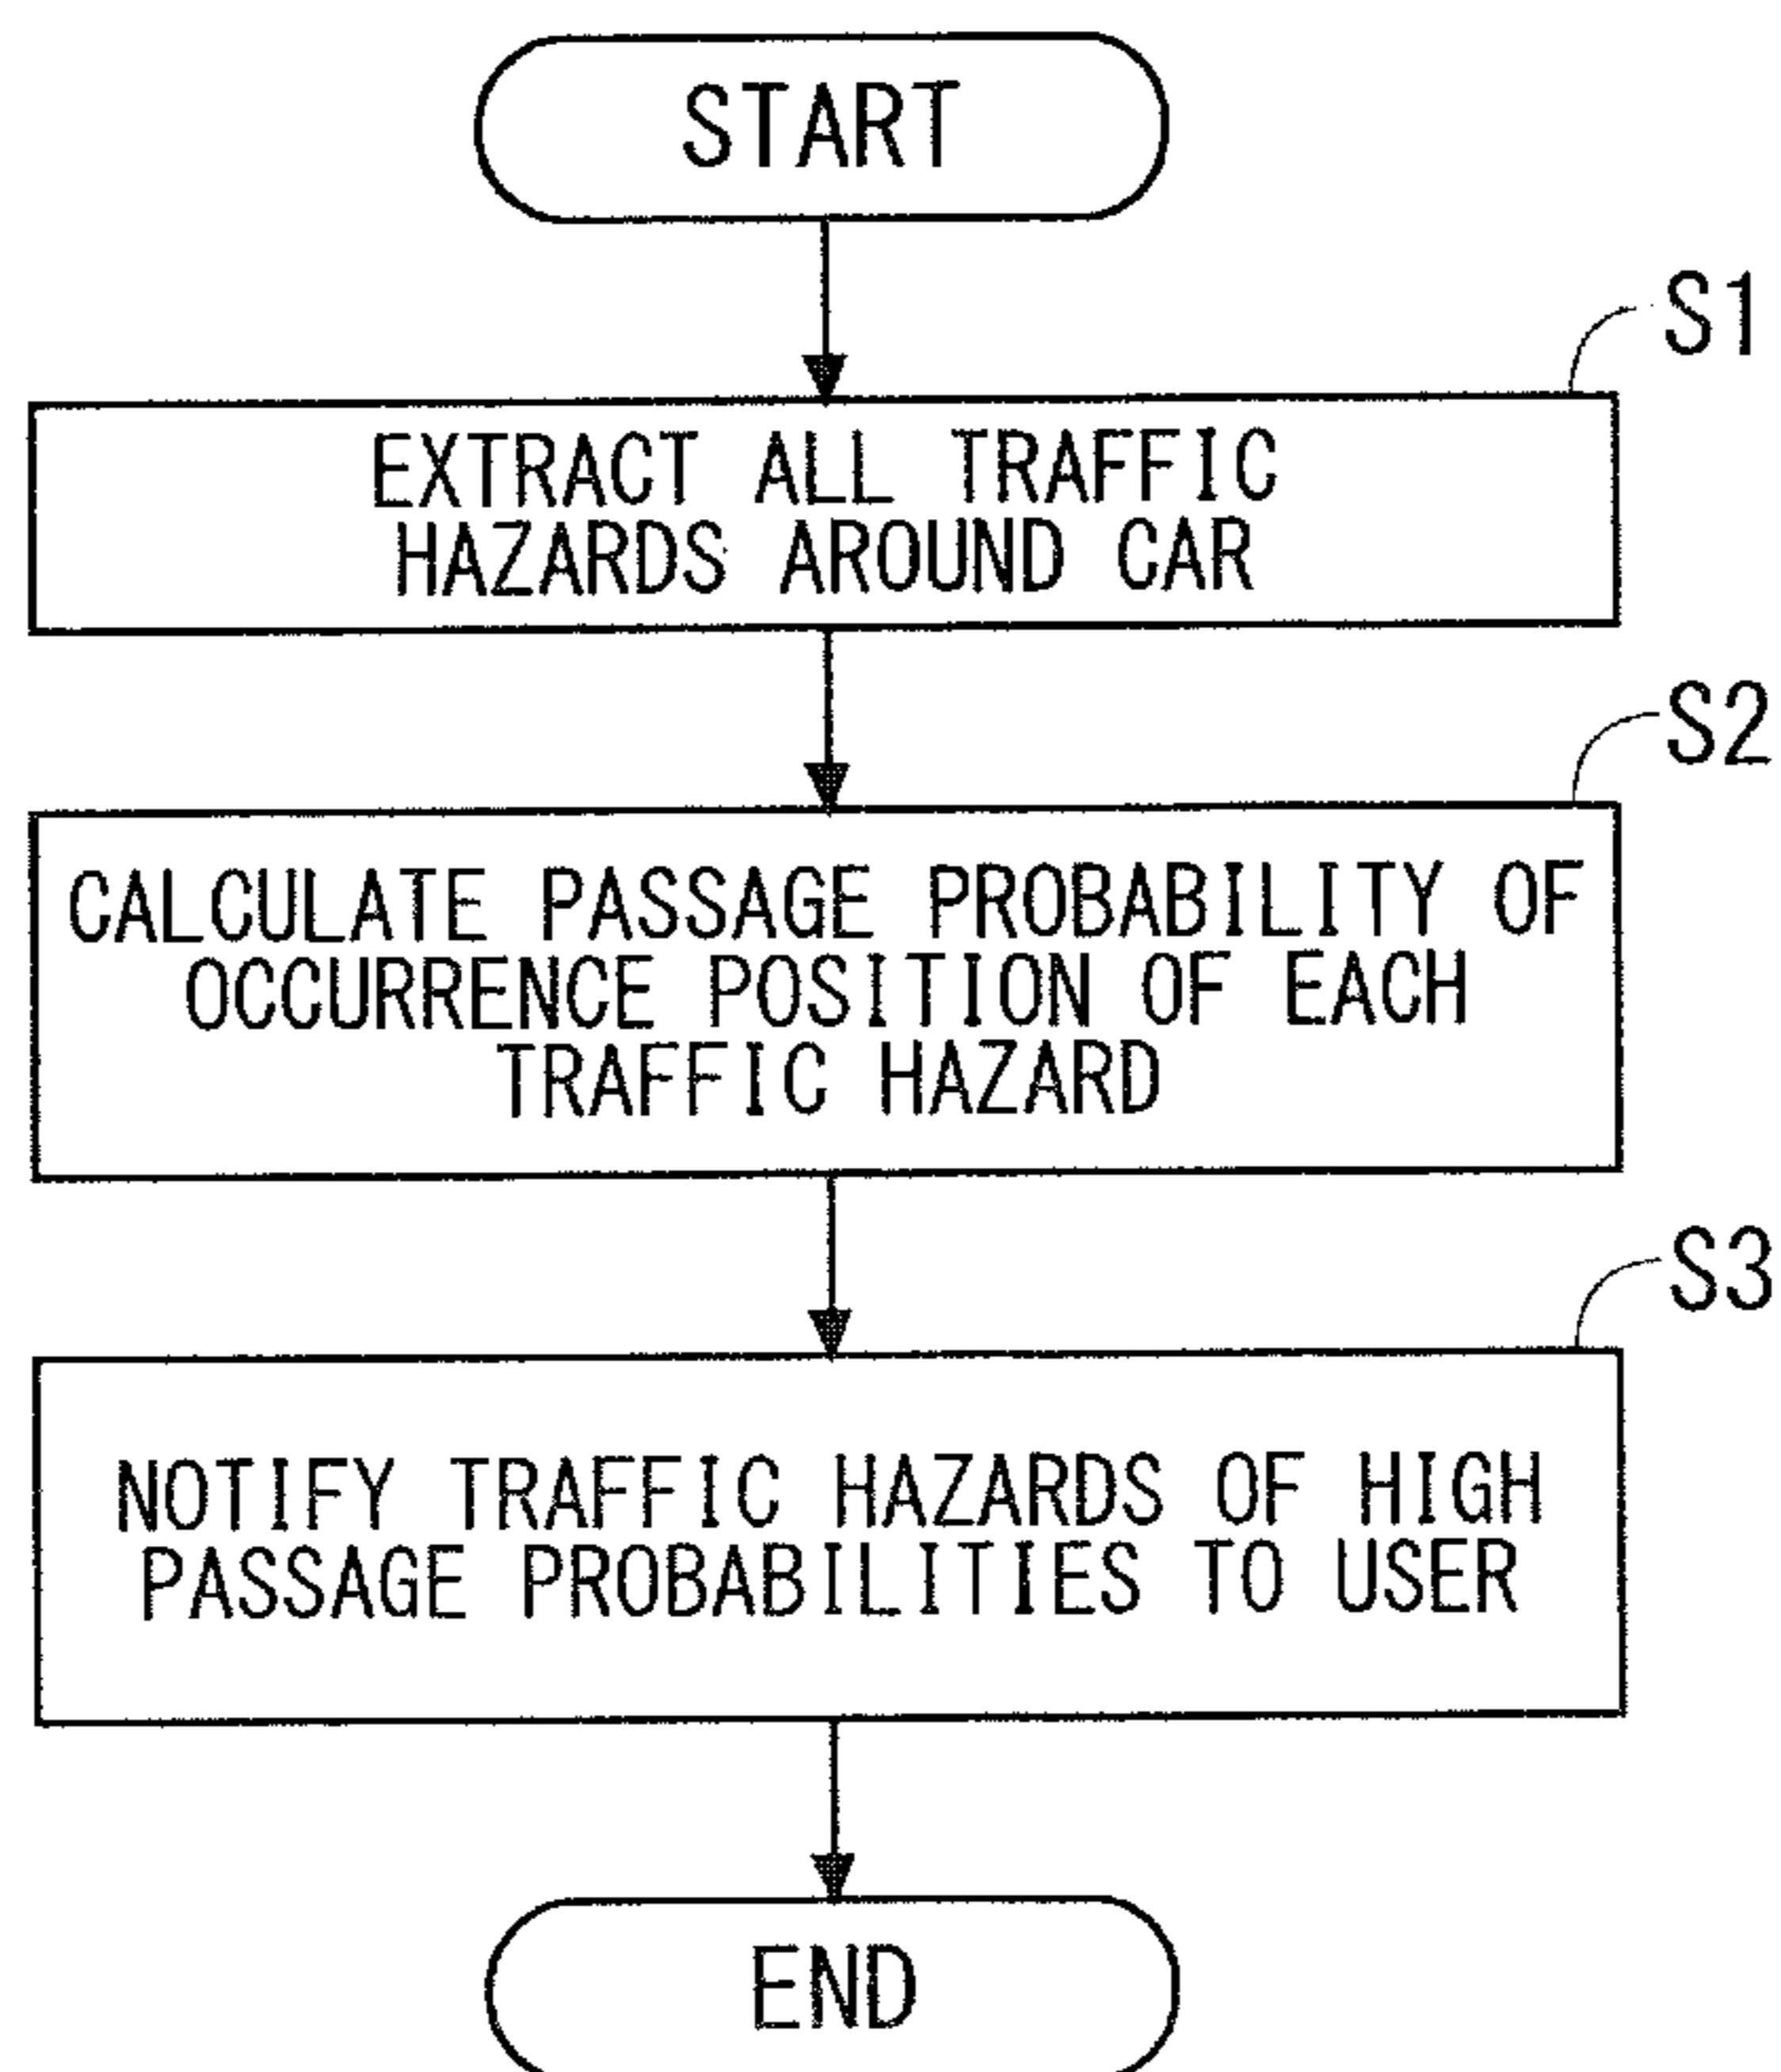 START
S1
EXTRACT ALL TRAFFIC
HAZARDS AROUND CAR
S2
CALCULATE PASSAGE PROBABILITY OF
OCCURRENCE POSITION OF EACH
TRAFFIC HAZARD
S3
NOTIFY TRAFFIC HAZARDS OF HIGH
PASSAGE PROBABILITIES TO USER
END